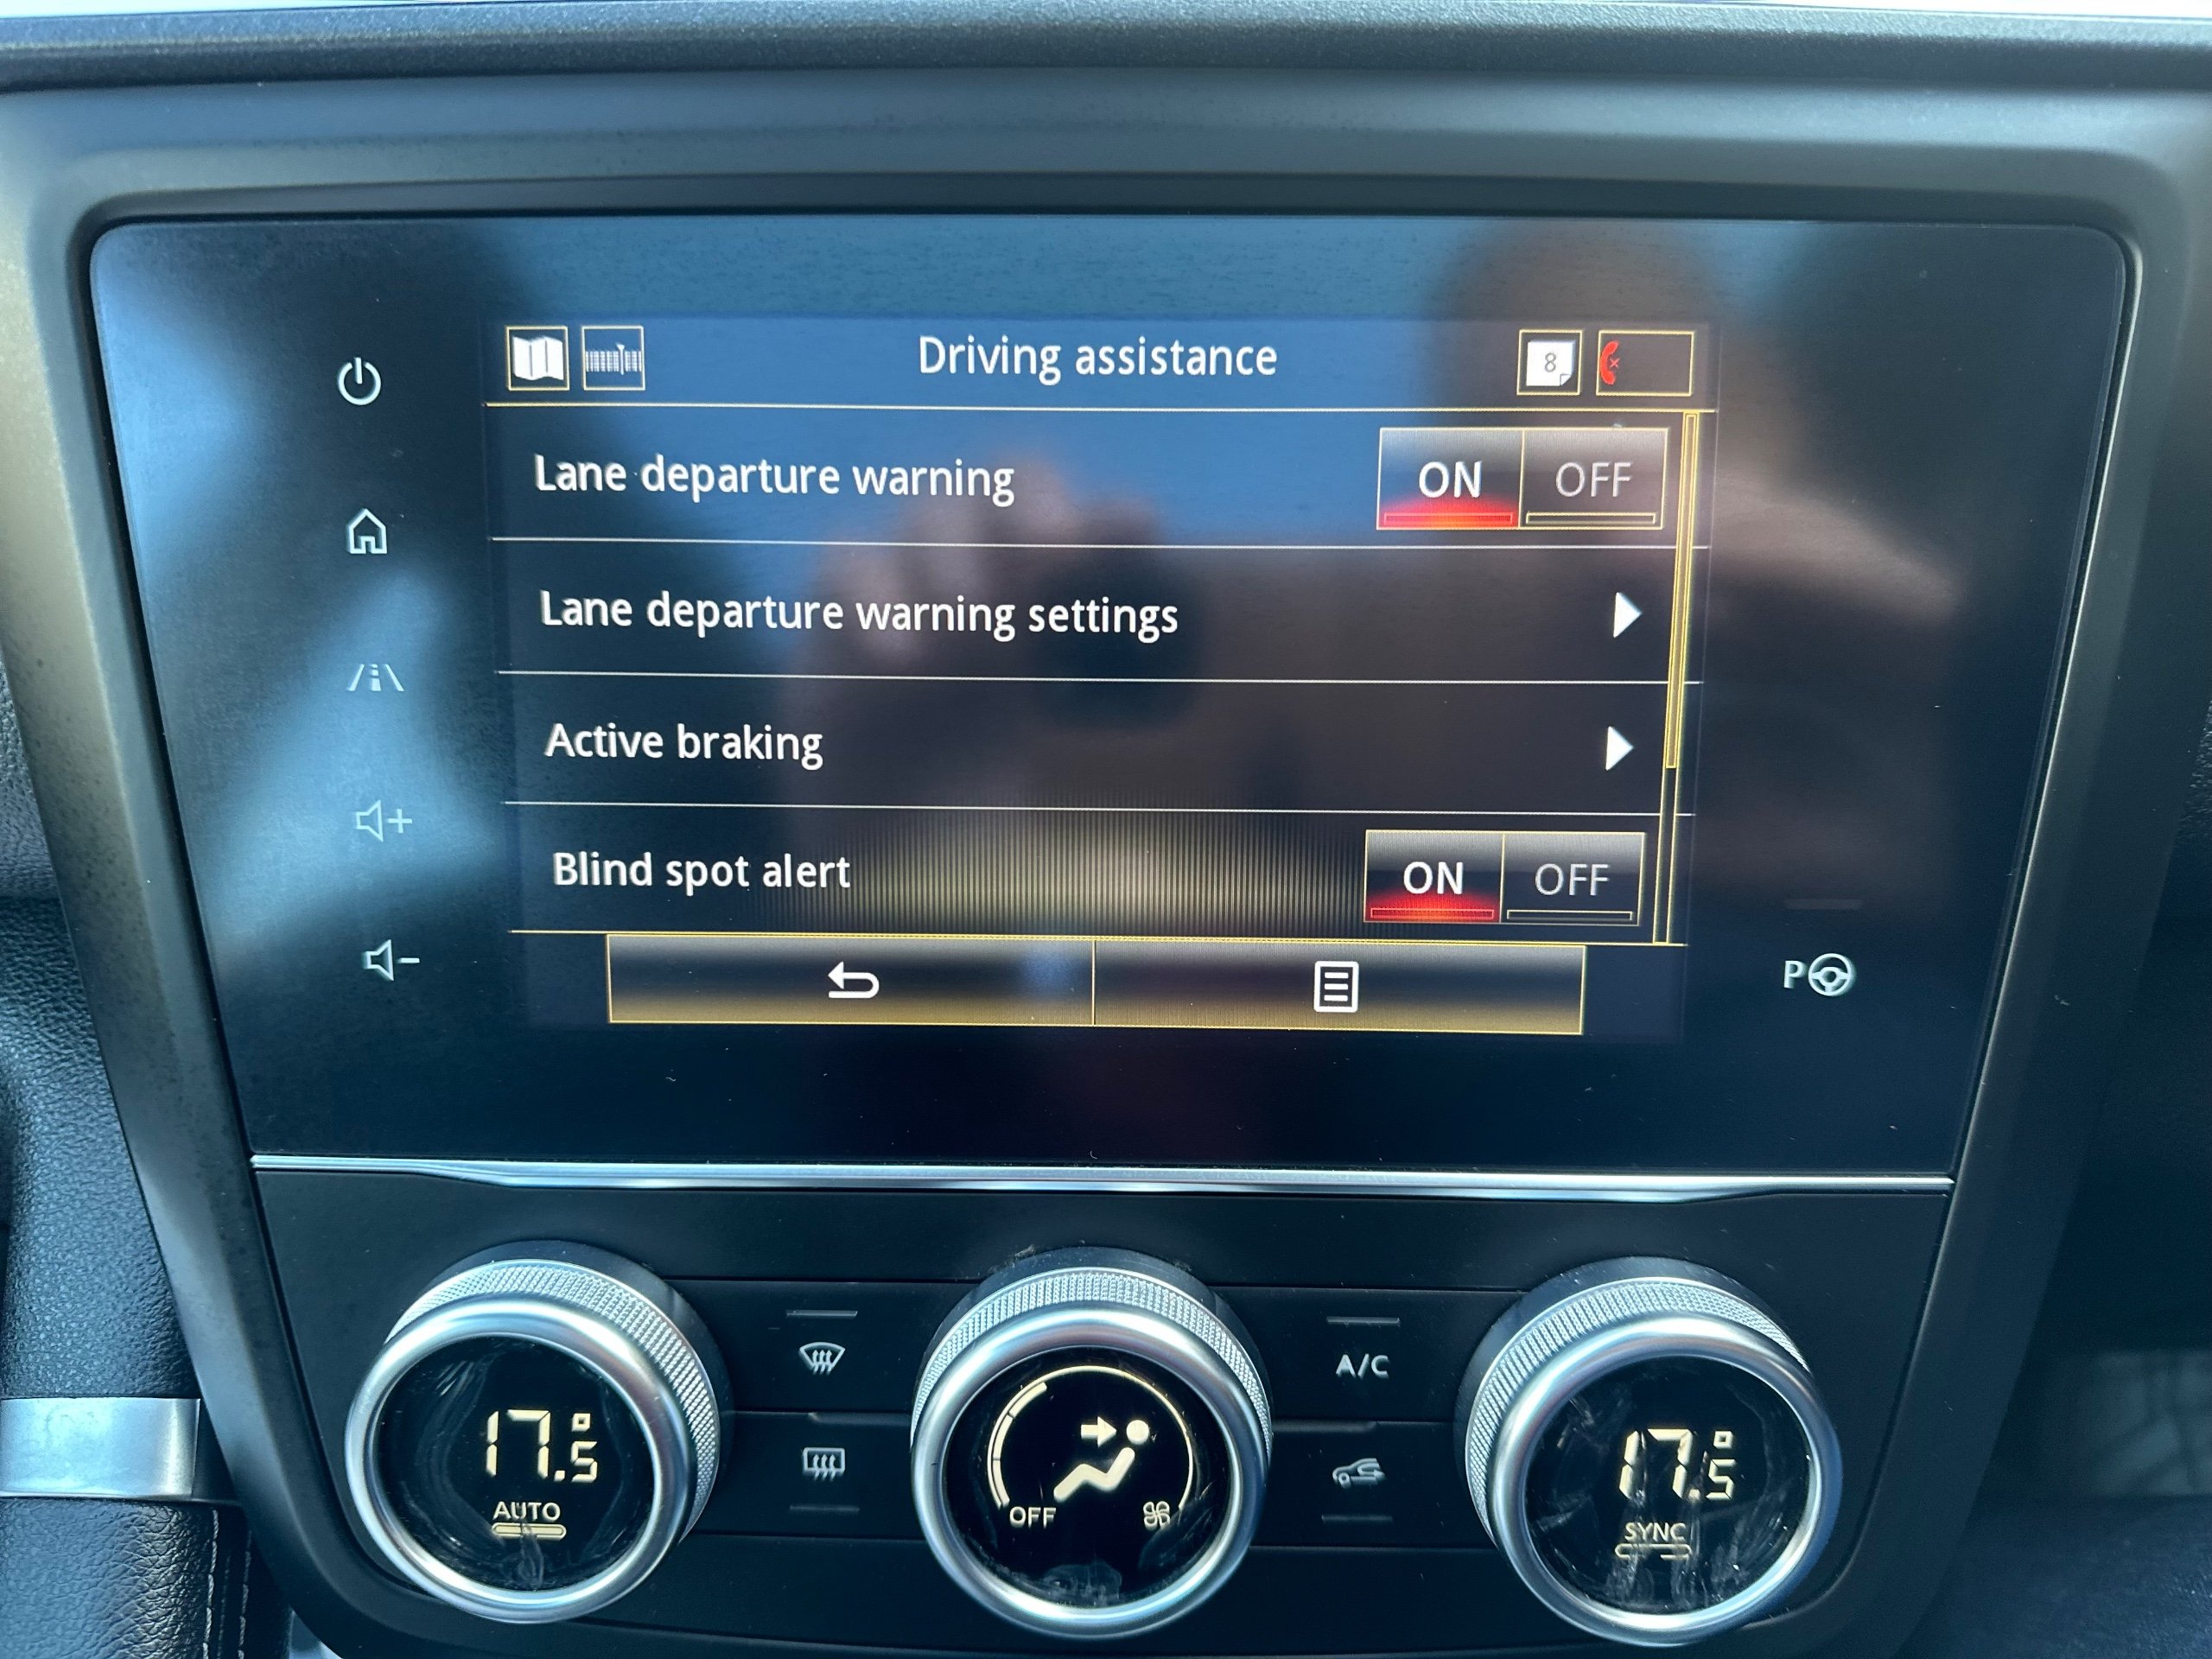 Driving assistance
8
Lane departure warning
ON OFF
Lane departure warning settings
Active braking
Blind spot alert
ON OFF
P
A/C
17.5°
AUTO
OFF
17.5°
SYNC